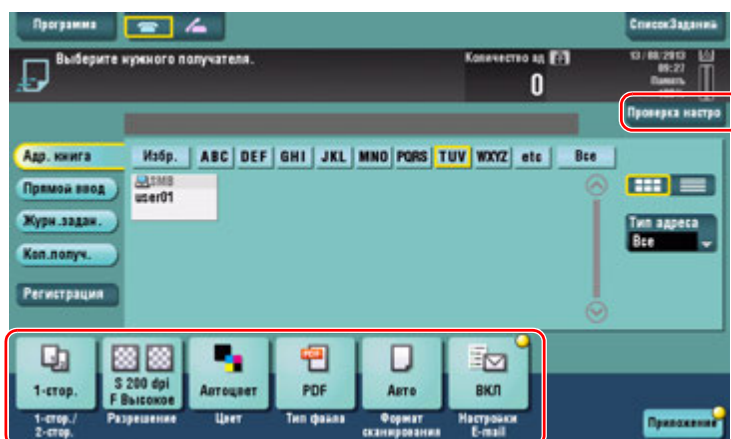 Программа
СписокЗаданий
Выберите нужного получателя.
Количество ад
0
13/08/2013
09:27
Память
Проверка настро
Адр. книга
Избр. ABC DEF GHI JKL MNO PQRS TUV WXYZ etc Все
SMB
user01
Прямой ввод
Журн.задан.
Кол.получ.
Регистрация
Тип адреса
Все
1-стор.
S 200 dpi
F Высокое
Автоцвет
PDF
PDF
Авто
ВКЛ
1-стор./
2-стор.
Разрешение
Цвет
Тип файла
Формат
сканирования
Настройки
E-mail
Приложение